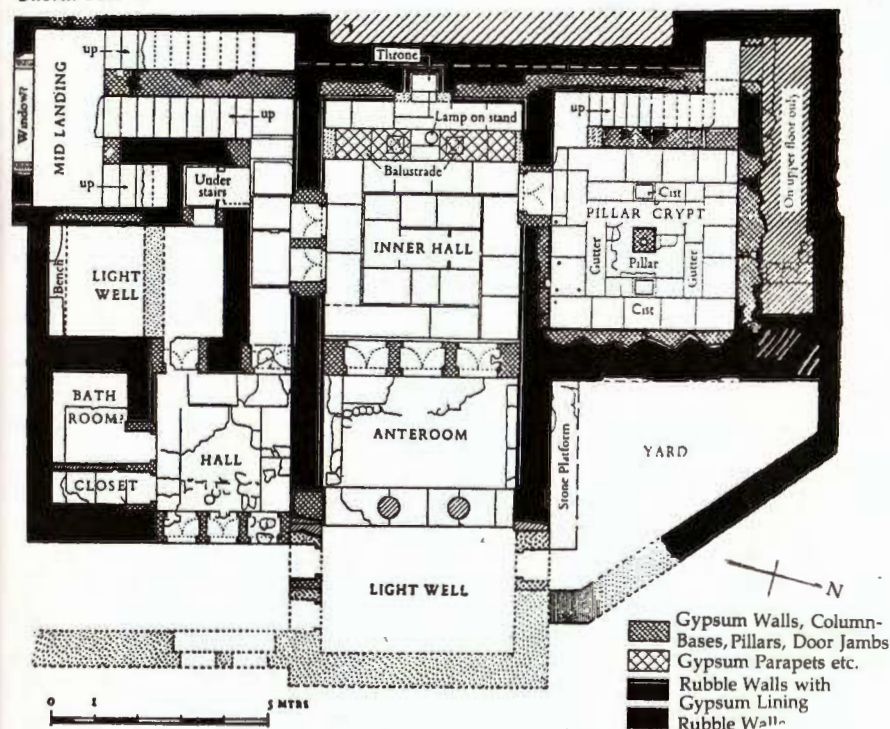 up
Throne
Window?
MID LANDING
up
Lamp on stand
up
On upper floor only
up
Under
stairs
Balustrade
Cist
PILLAR CRYPT
INNER HALL
Bench
LIGHT
WELL
Gutter
Pillar
Gutter
Cist
BATH
ROOM?
HALL
ANTEROOM
Stone Platform
YARD
CLOSET
LIGHT WELL
N
Gypsum Walls, Column-
Bases, Pillars, Door Jambs
Gypsum Parapets etc.
Rubble Walls with
Gypsum Lining
Rubble Walls
0 1 5 MTRS